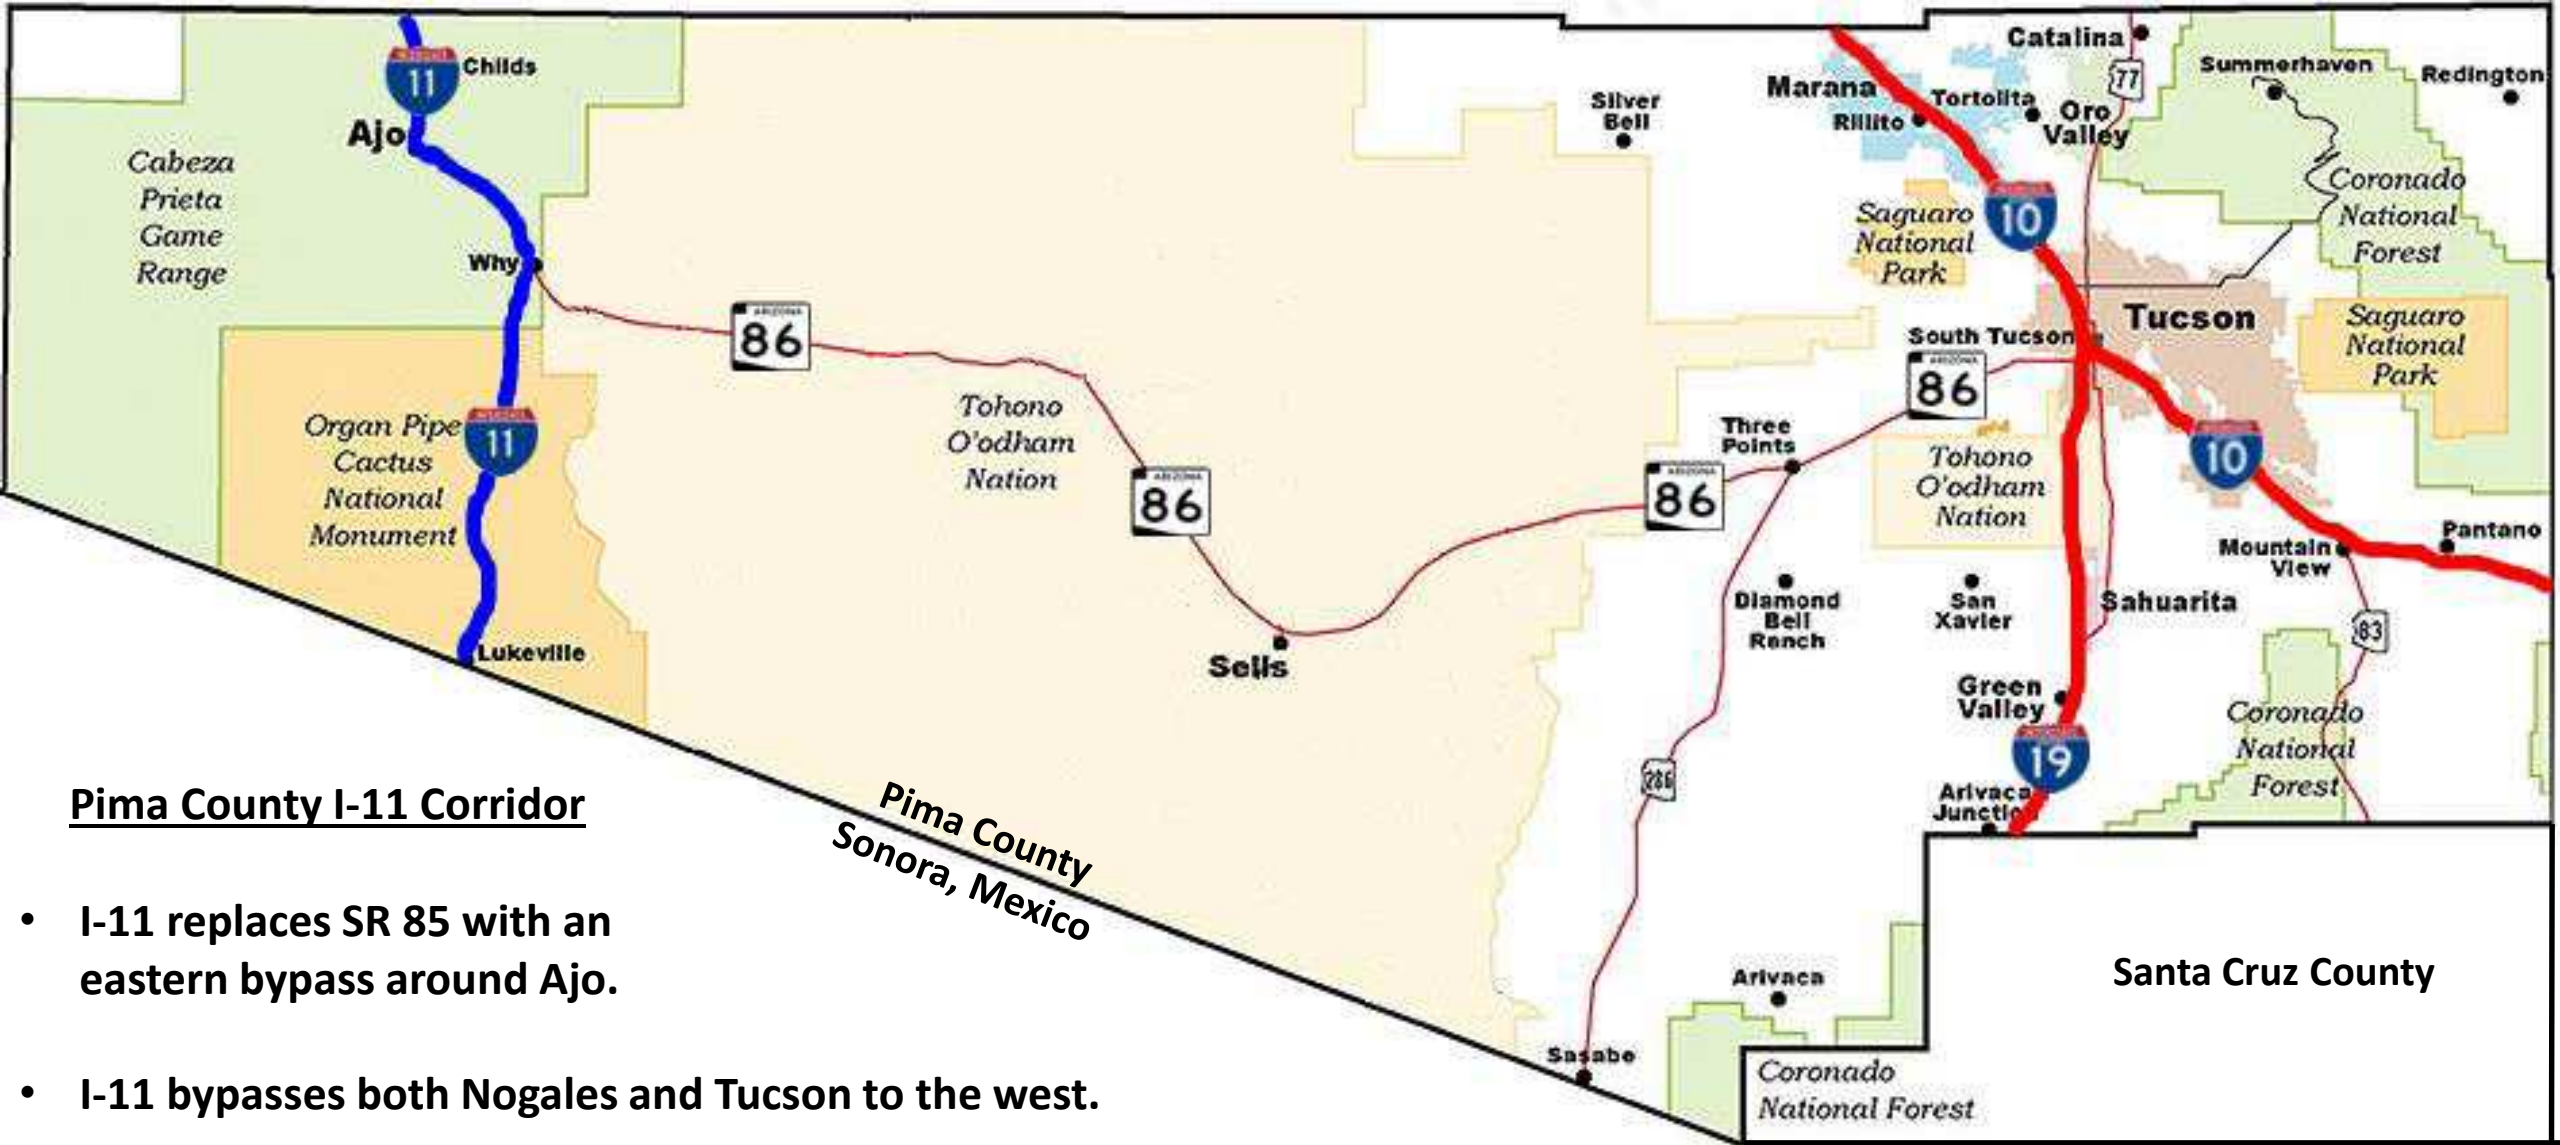 Catalina
77
Summerhaven
Redington
11
Childs
Marana
Tortolita
Silver
Bell
Rillito
Oro
Valley
Ajo
Cabeza
Prieta
Game
Range
Coronado
National
Forest
10
Saguaro
National
Park
Why
ARIZONA
86
Tucson
South Tucson
Saguaro
National
Park
ARIZONA
86
Organ Pipe
Cactus
National
Monument
11
Tohono
O'odham
Nation
Three
Points
10
Tohono
O'odham
Nation
ARIZONA
86
ARIZONA
86
Pantano
Mountain
View
Diamond
Bell
Ranch
San
Xavier
Sahuarita
83
Lukeville
Sells
Green
Valley
Coronado
National
Forest
19
286
Arivaca
Junctio
Pima County I-11 Corridor
Pima County
Sonora, Mexico
• I-11 replaces SR 85 with an
eastern bypass around Ajo.
Arivaca
Santa Cruz County
Sasabe
Coronado
National Forest
• I-11 bypasses both Nogales and Tucson to the west.